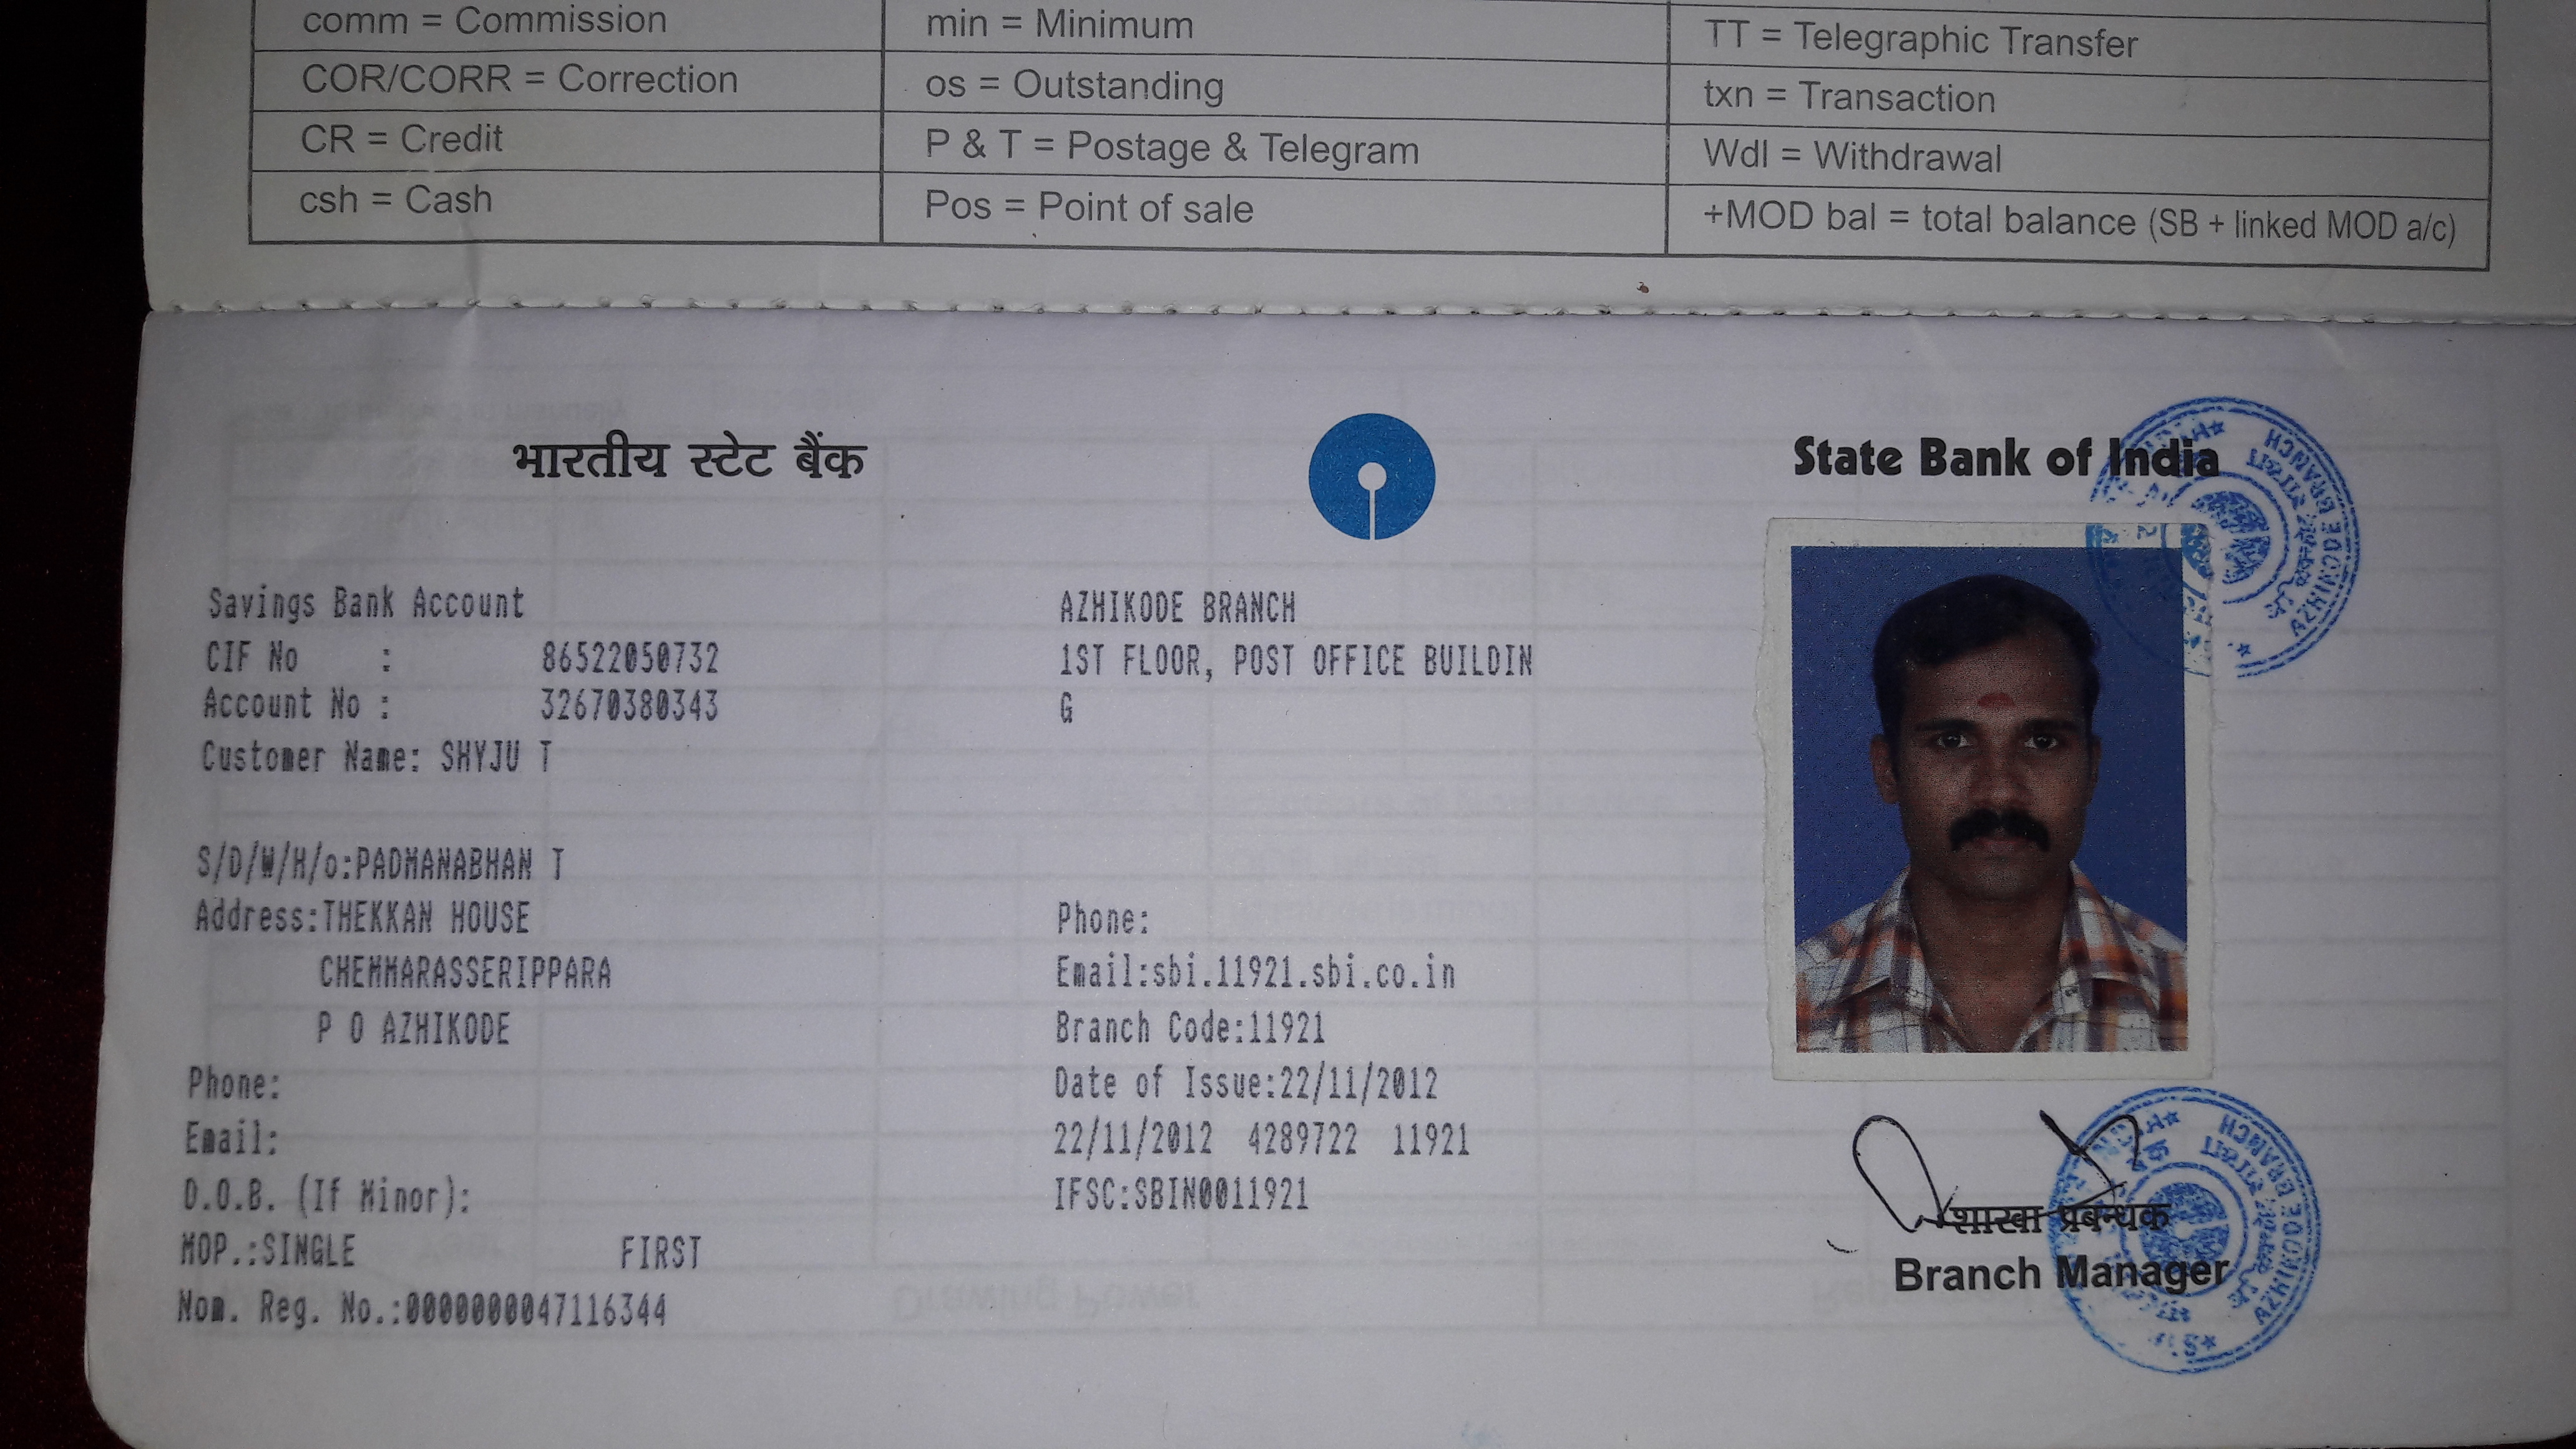 comm = Commission
min = Minimum
TT = Telegraphic Transfer
COR/CORR = Correction
os = Outstanding
txn = Transaction
CR = Credit
P & T = Postage & Telegram
Wdl = Withdrawal
csh = Cash
Pos = Point of sale
+MOD bal = total balance (SB + linked MOD a/c)
भारतीय स्टेट बैंक
State Bank of India
Savings Bank Account
CIF No : 86522050732
Account No : 32670380343
Customer Name: SHYJU T
S/D/W/H/o:PADMANABHAN T
Address:THEKKAN HOUSE
CHEMMARASSERIPPARA
P O AZHIKODE
Phone:
Email:
D.O.B. (If Minor):
MOP.:SINGLE FIRST
Nom. Reg. No.:0000000047116344
AZHIKODE BRANCH
1ST FLOOR, POST OFFICE BUILDIN
G
Phone:
Email:sbi.11921.sbi.co.in
Branch Code:11921
Date of Issue:22/11/2012
22/11/2012 4289722 11921
IFSC:SBIN0011921
AZHIKODE BRANCH
शाखा प्रबन्धक
Branch Manager
AZHIKODE BRANCH